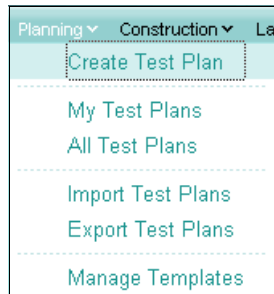 Planning Construction La
Create Test Plan
My Test Plans
All Test Plans
Import Test Plans
Export Test Plans
Manage Templates